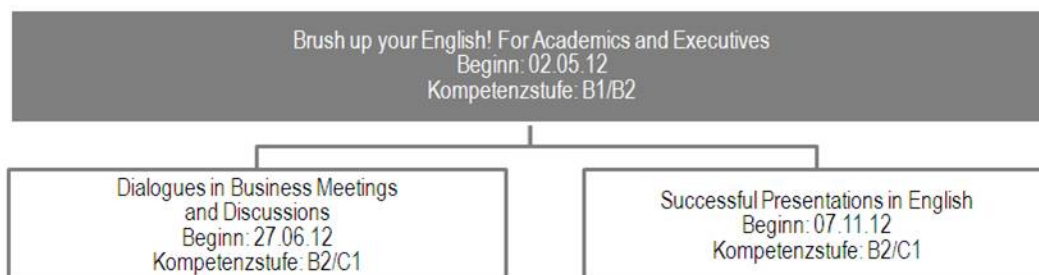 Brush up your English! For Academics and Executives
Beginn: 02.05.12
Kompetenzstufe: B1/B2
Dialogues in Business Meetings
and Discussions
Beginn: 27.06.12
Kompetenzstufe: B2/C1
Successful Presentations in English
Beginn: 07.11.12
Kompetenzstufe: B2/C1